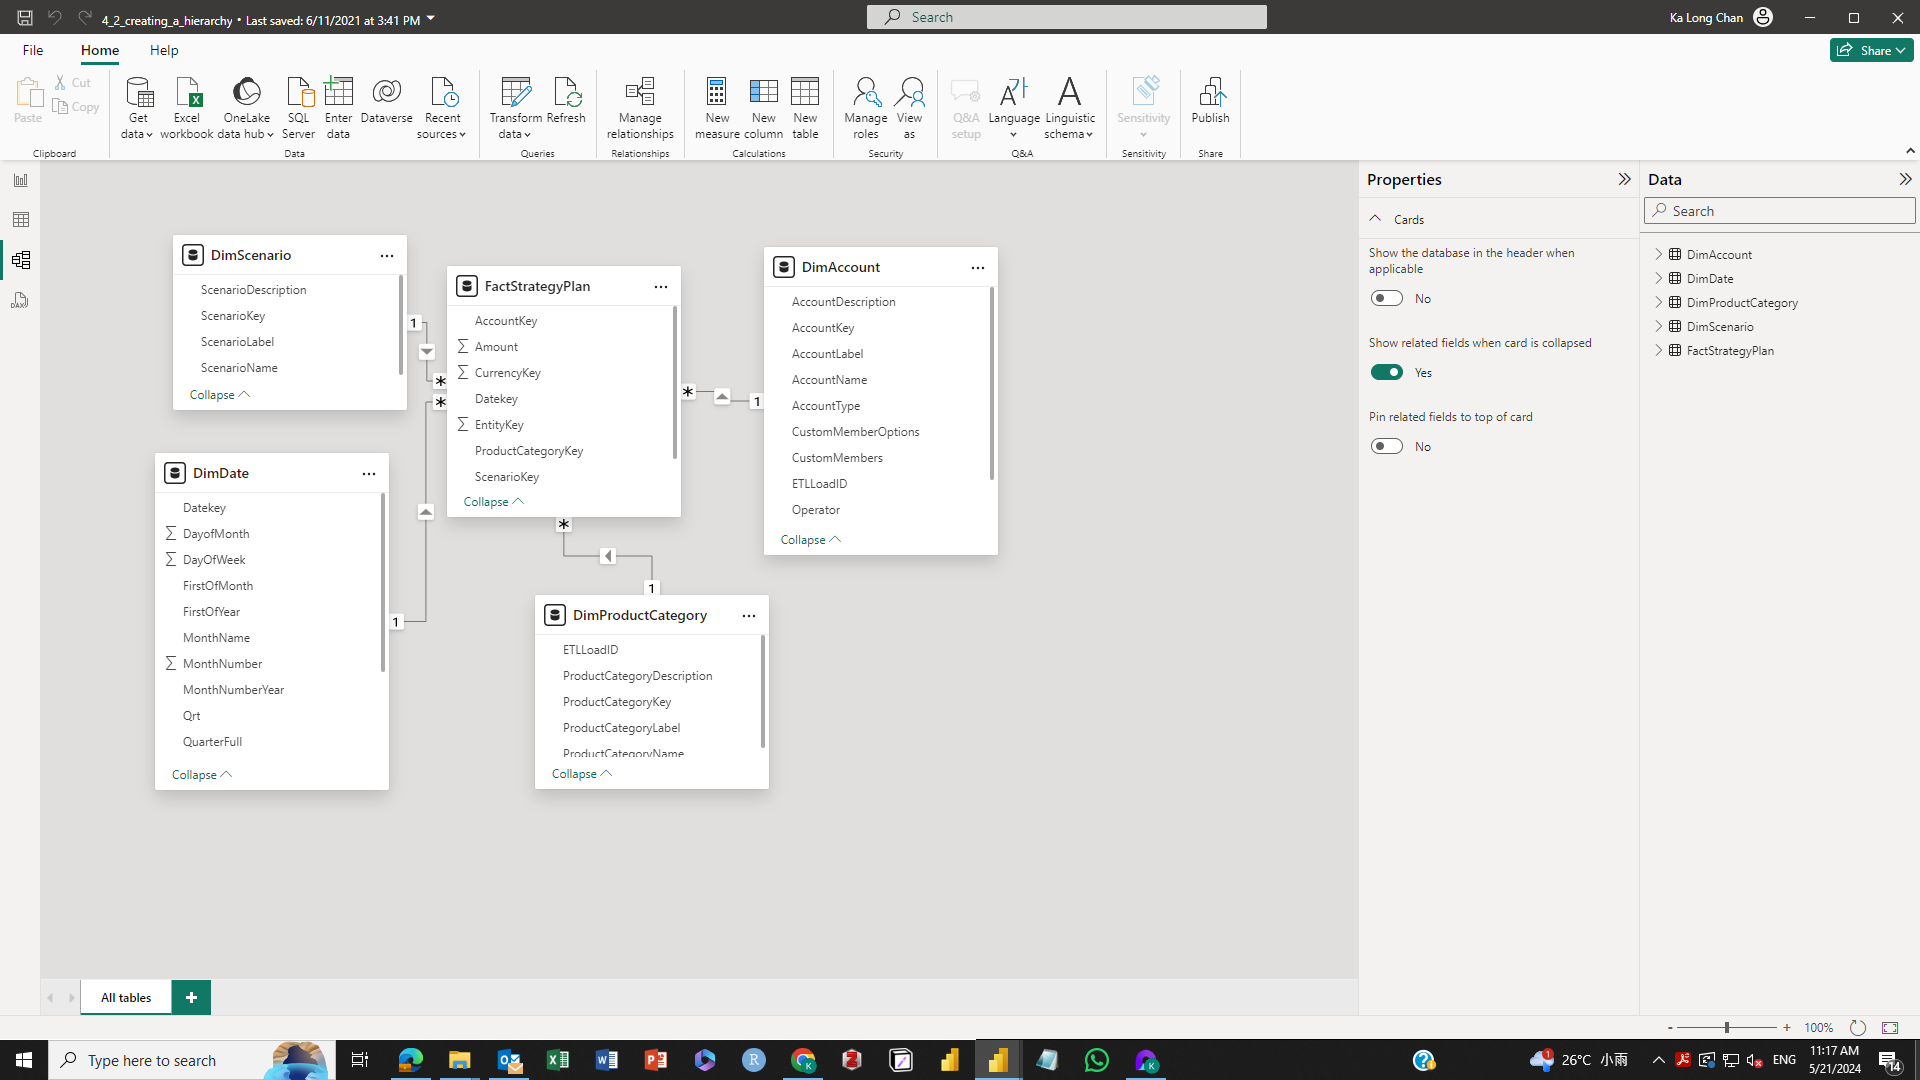 4_2_creating_a_hierarchy • Last saved: 6/11/2021 at 3:41 PM
Search
Ka Long Chan
File
Home
Help
Share
Paste
Cut
Copy
Clipboard
Get data
Excel workbook
OneLake data hub
SQL Server
Enter data
Dataverse
Recent sources
Data
Transform data
Refresh
Queries
Manage relationships
Relationships
New measure
New column
New table
Calculations
Manage roles
View as
Security
Q&A setup
Language
Linguistic schema
Q&A
Sensitivity
Sensitivity
Publish
Share
DAX
DimScenario
ScenarioDescription
ScenarioKey
ScenarioLabel
ScenarioName
Collapse
1
*
*
FactStrategyPlan
AccountKey
∑ Amount
∑ CurrencyKey
Datekey
∑ EntityKey
ProductCategoryKey
ScenarioKey
Collapse
*
1
DimAccount
AccountDescription
AccountKey
AccountLabel
AccountName
AccountType
CustomMemberOptions
CustomMembers
ETLLoadID
Operator
Collapse
DimDate
Datekey
∑ DayofMonth
∑ DayOfWeek
FirstOfMonth
FirstOfYear
MonthName
∑ MonthNumber
MonthNumberYear
Qrt
QuarterFull
Collapse
1
*
1
DimProductCategory
ETLLoadID
ProductCategoryDescription
ProductCategoryKey
ProductCategoryLabel
ProductCategoryName
Collapse
Properties
Cards
Show the database in the header when
applicable
No
Show related fields when card is collapsed
Yes
Pin related fields to top of card
No
Data
Search
DimAccount
DimDate
DimProductCategory
DimScenario
FactStrategyPlan
All tables
+
- + 100%
Type here to search
26°C 小雨
ENG
11:17 AM
5/21/2024
14